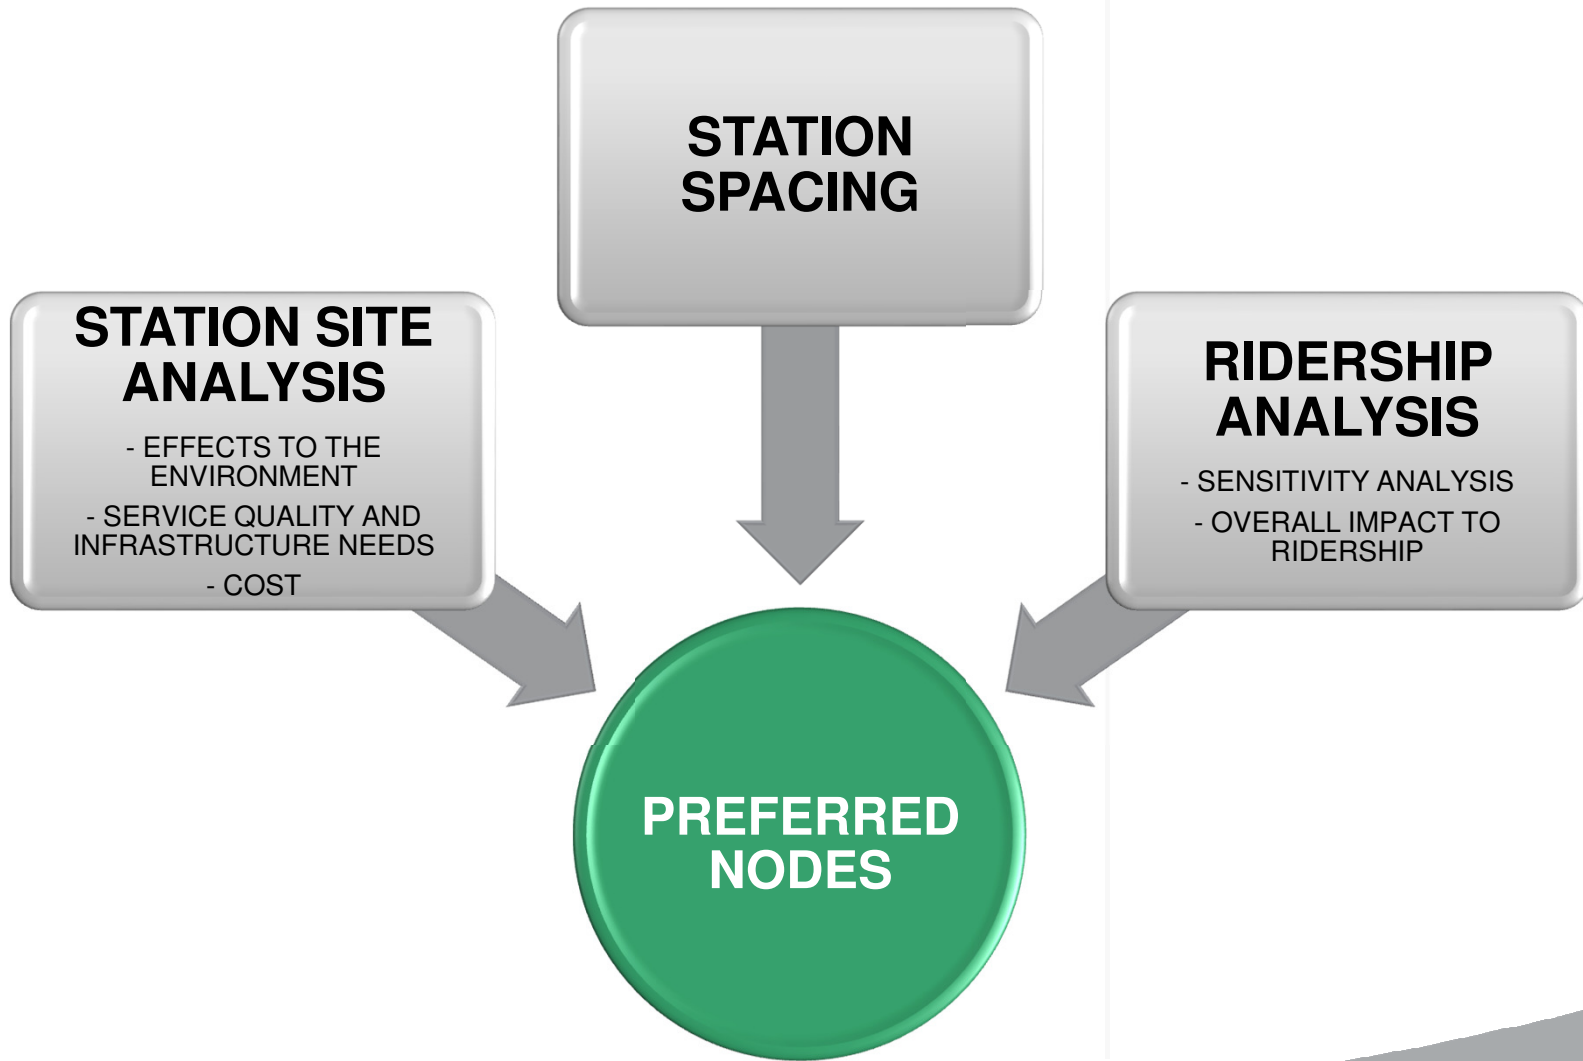 STATION
SPACING
STATION SITE
ANALYSIS
- EFFECTS TO THE
ENVIRONMENT
- SERVICE QUALITY AND
INFRASTRUCTURE NEEDS
- COST
RIDERSHIP
ANALYSIS
- SENSITIVITY ANALYSIS
- OVERALL IMPACT TO
RIDERSHIP
PREFERRED
NODES